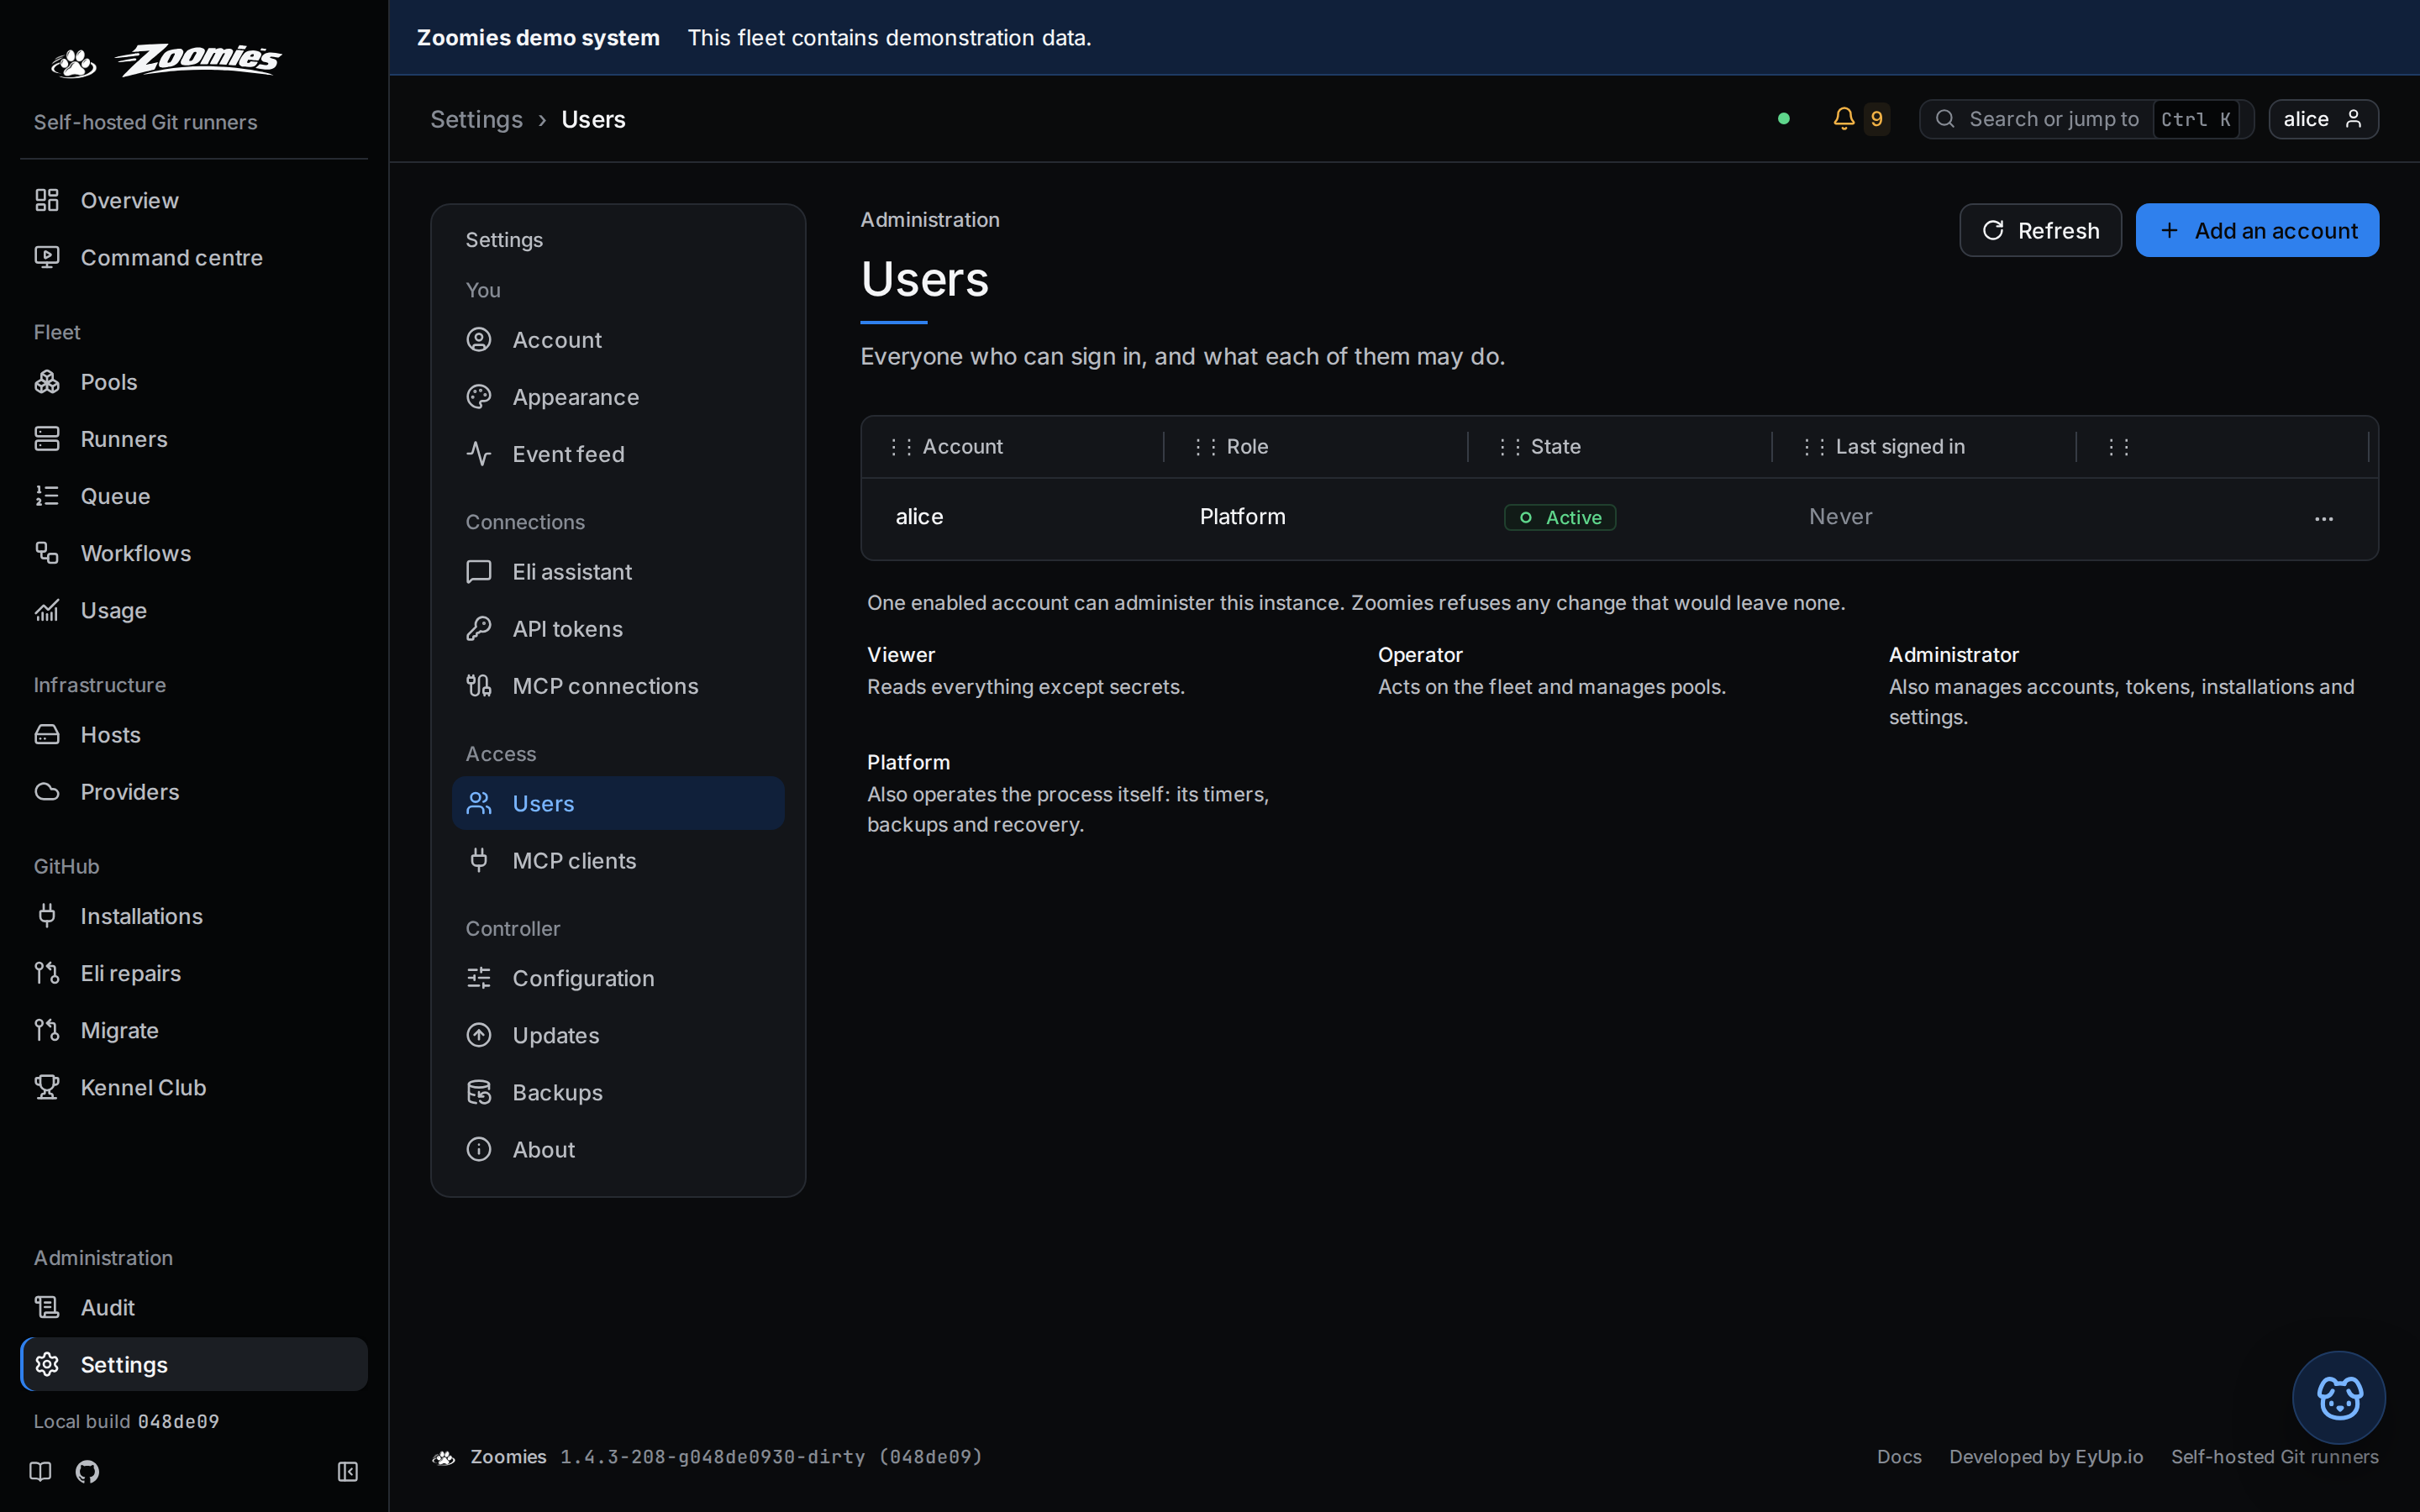 Zoomies
Self-hosted Git runners
Overview
Command centre
Fleet
Pools
Runners
Queue
Workflows
Usage
Infrastructure
Hosts
Providers
GitHub
Installations
Eli repairs
Migrate
Kennel Club
Administration
Audit
Settings
Local build 048de09
Zoomies demo system This fleet contains demonstration data.
Settings › Users
9
Search or jump to Ctrl K
alice
Settings
You
Account
Appearance
Event feed
Connections
Eli assistant
API tokens
MCP connections
Access
Users
MCP clients
Controller
Configuration
Updates
Backups
About
Administration
Refresh
Add an account
Users
Everyone who can sign in, and what each of them may do.
Account Role State Last signed in
alice Platform Active Never
One enabled account can administer this instance. Zoomies refuses any change that would leave none.
Viewer
Reads everything except secrets.
Operator
Acts on the fleet and manages pools.
Administrator
Also manages accounts, tokens, installations and
settings.
Platform
Also operates the process itself: its timers,
backups and recovery.
Zoomies 1.4.3-208-g048de0930-dirty (048de09)
Docs Developed by EyUp.io Self-hosted Git runners